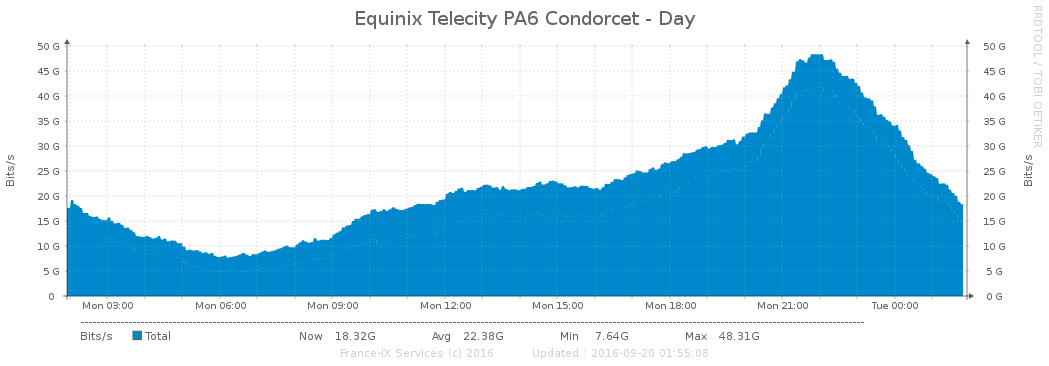 Equinix Telecity PA6 Condorcet - Day
RRDTOOL / TOBI OETIKER
Bits/s
Bits/s
50 G 50 G
45 G 45 G
40 G 40 G
35 G 35 G
30 G 30 G
25 G 25 G
20 G 20 G
15 G 15 G
10 G 10 G
5 G 5 G
0 0 G
Mon 03:00 Mon 06:00 Mon 09:00 Mon 12:00 Mon 15:00 Mon 18:00 Mon 21:00 Tue 00:00
Bits/s Total Now 18.32G Avg 22.38G Min 7.64G Max 48.31G
France-IX Services (c) 2016 Updated : 2016-09-20 01:55:08